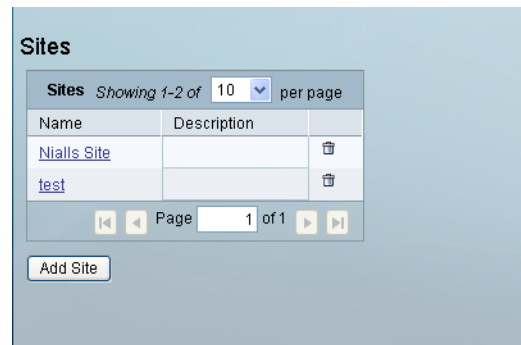 Sites
Sites Showing 1-2 of 10 per page
Name Description
Nialls Site
test
Page 1 of 1
Add Site